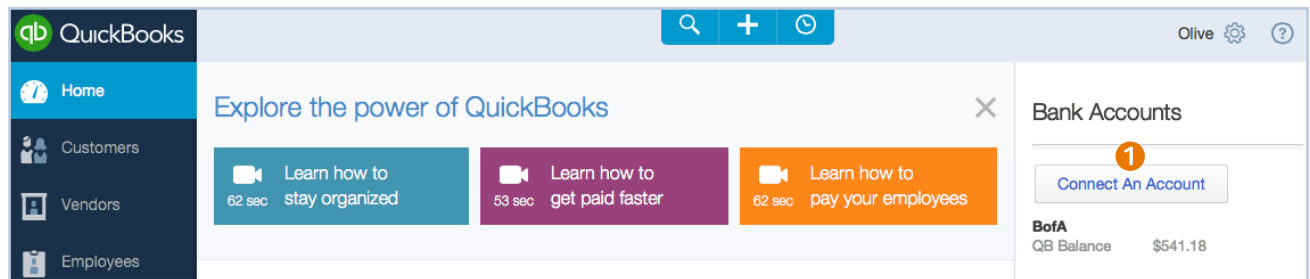 qb QuickBooks
Olive
?
Home
Customers
Vendors
Employees
Explore the power of QuickBooks
62 sec
Learn how to
stay organized
53 sec
Learn how to
get paid faster
62 sec
Learn how to
pay your employees
Bank Accounts
1
Connect An Account
BofA
QB Balance $541.18